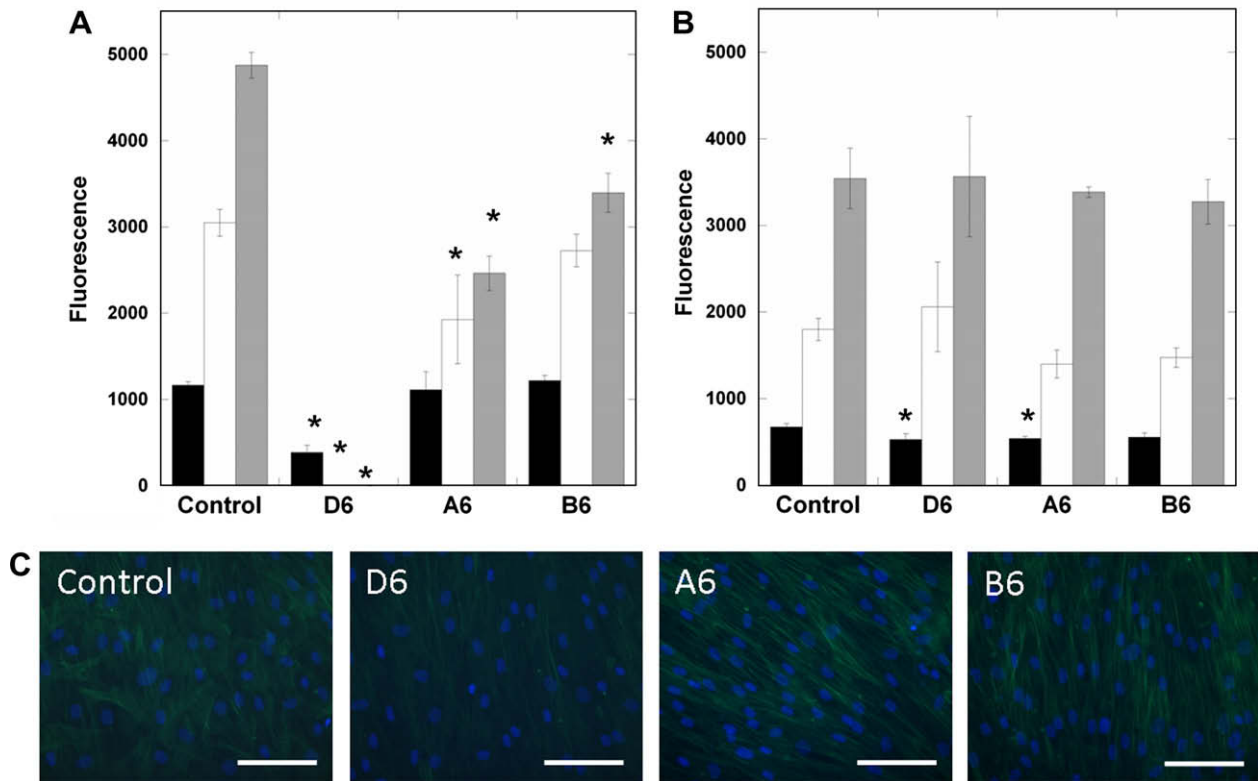 A
Fluorescence
5000
4000
3000
2000
1000
0
* * *
* *
*
Control D6 A6 B6
B
Fluorescence
5000
4000
3000
2000
1000
0
* *
Control D6 A6 B6
C
Control
D6
A6
B6